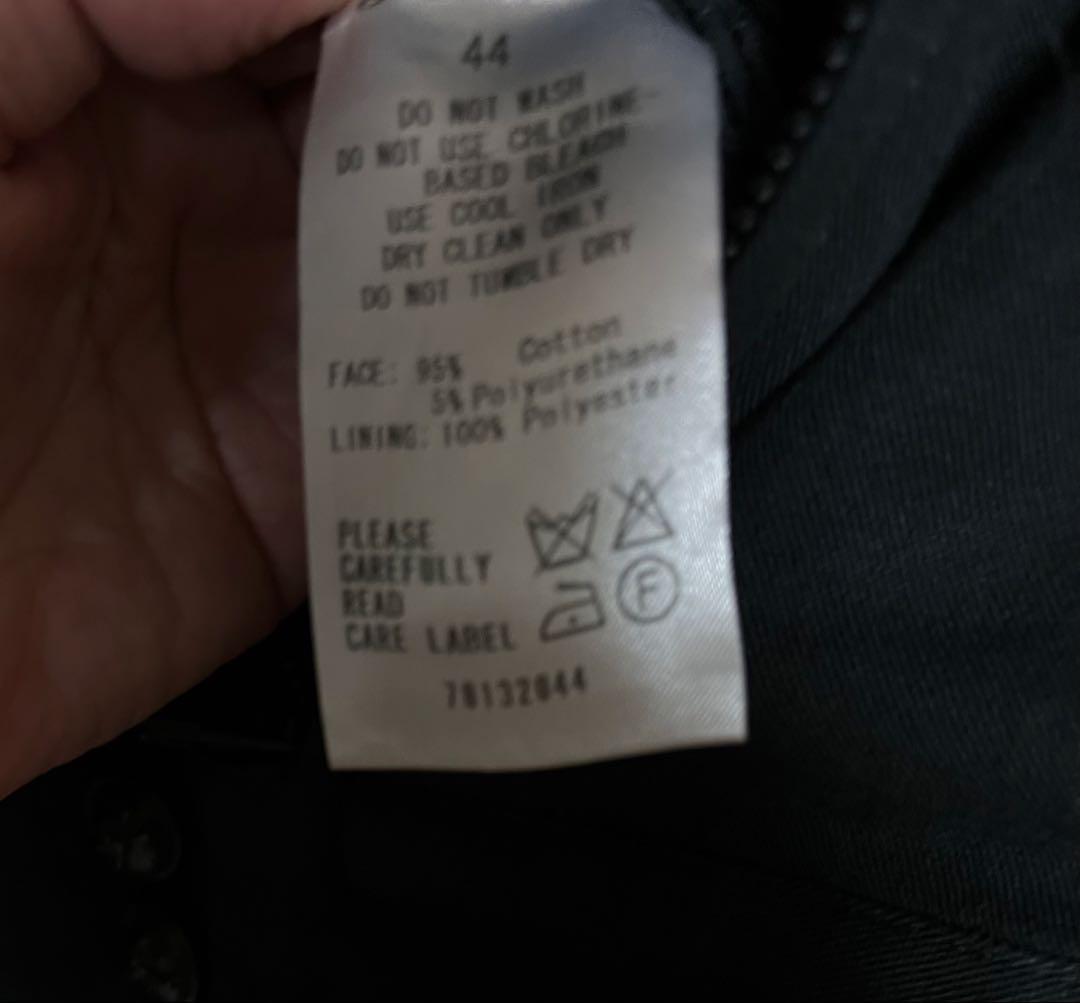 44
DO NOT WASH
DO NOT USE CHLORINE-
BASED BLEACH
USE COOL IRON
DRY CLEAN ONLY
DO NOT TUMBLE DRY
FACE: 95% Cotton
5% Polyurethane
LINING: 100% Polyester
PLEASE
CAREFULLY
READ
CARE LABEL
F
78132044